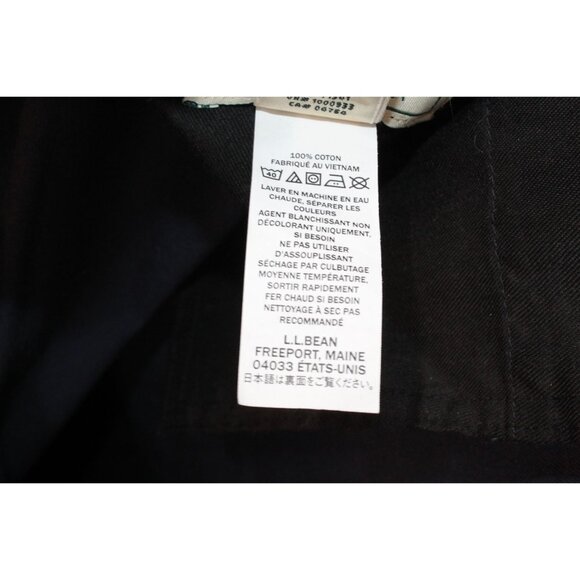 1000933
100% COTON
FABRIQUÉ AU VIETNAM
40
LAVER EN MACHINE EN EAU
CHAUDE, SÉPARER LES
COULEURS
AGENT BLANCHISSANT NON
DÉCOLORANT UNIQUEMENT,
SI BESOIN
NE PAS UTILISER
D'ASSOUPLISSANT
SÉCHAGE PAR CULBUTAGE
MOYENNE TEMPÉRATURE,
SORTIR RAPIDEMENT
FER CHAUD SI BESOIN
NETTOYAGE À SEC PAS
RECOMMANDÉ
L.L.BEAN
FREEPORT, MAINE
04033 ÉTATS-UNIS
日本語は裏面をご覧ください。